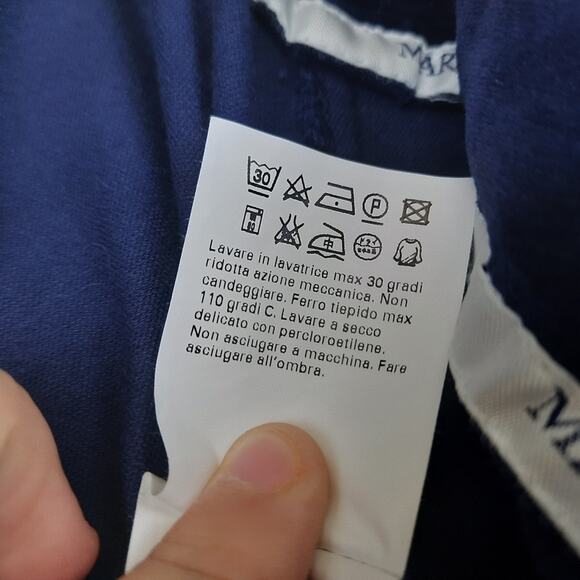 MAR
30
P
Lavare in lavatrice max 30 gradi
ridotta azione meccanica. Non
candeggiare. Ferro tiepido max
110 gradi C. Lavare a secco
delicato con percloroetilene.
Non asciugare a macchina. Fare
asciugare all'ombra.